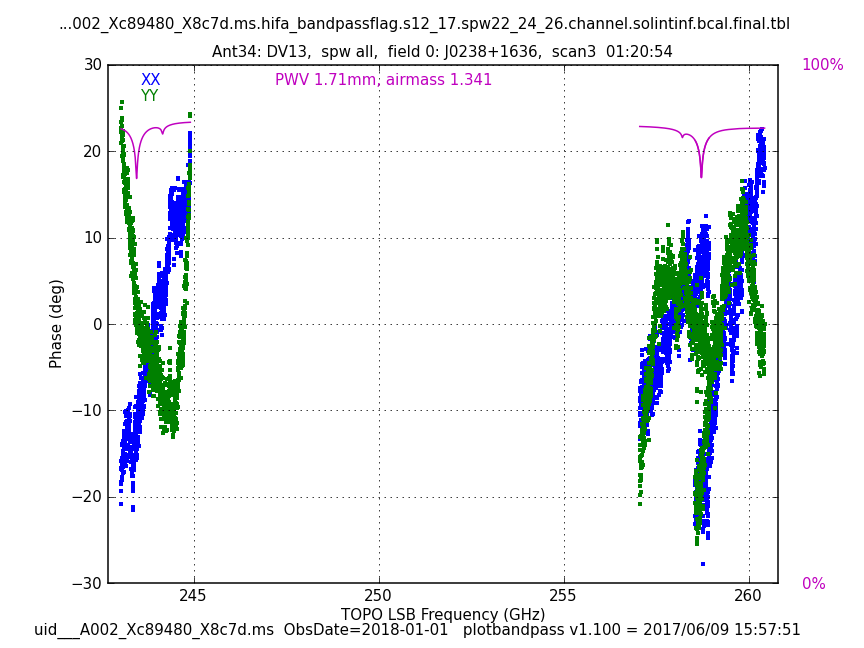 ...002_Xc89480_X8c7d.ms.hifa_bandpassflag.s12_17.spw22_24_26.channel.solintinf.bcal.final.tbl
Ant34: DV13,  spw all,  field 0: J0238+1636,  scan3  01:20:54
30
XX
PWV 1.71mm, airmass 1.341
100%
YY
20
10
0
Phase (deg)
−10
−20
−30
0%
245
250
255
260
TOPO LSB Frequency (GHz)
uid___A002_Xc89480_X8c7d.ms  ObsDate=2018-01-01   plotbandpass v1.100 = 2017/06/09 15:57:51